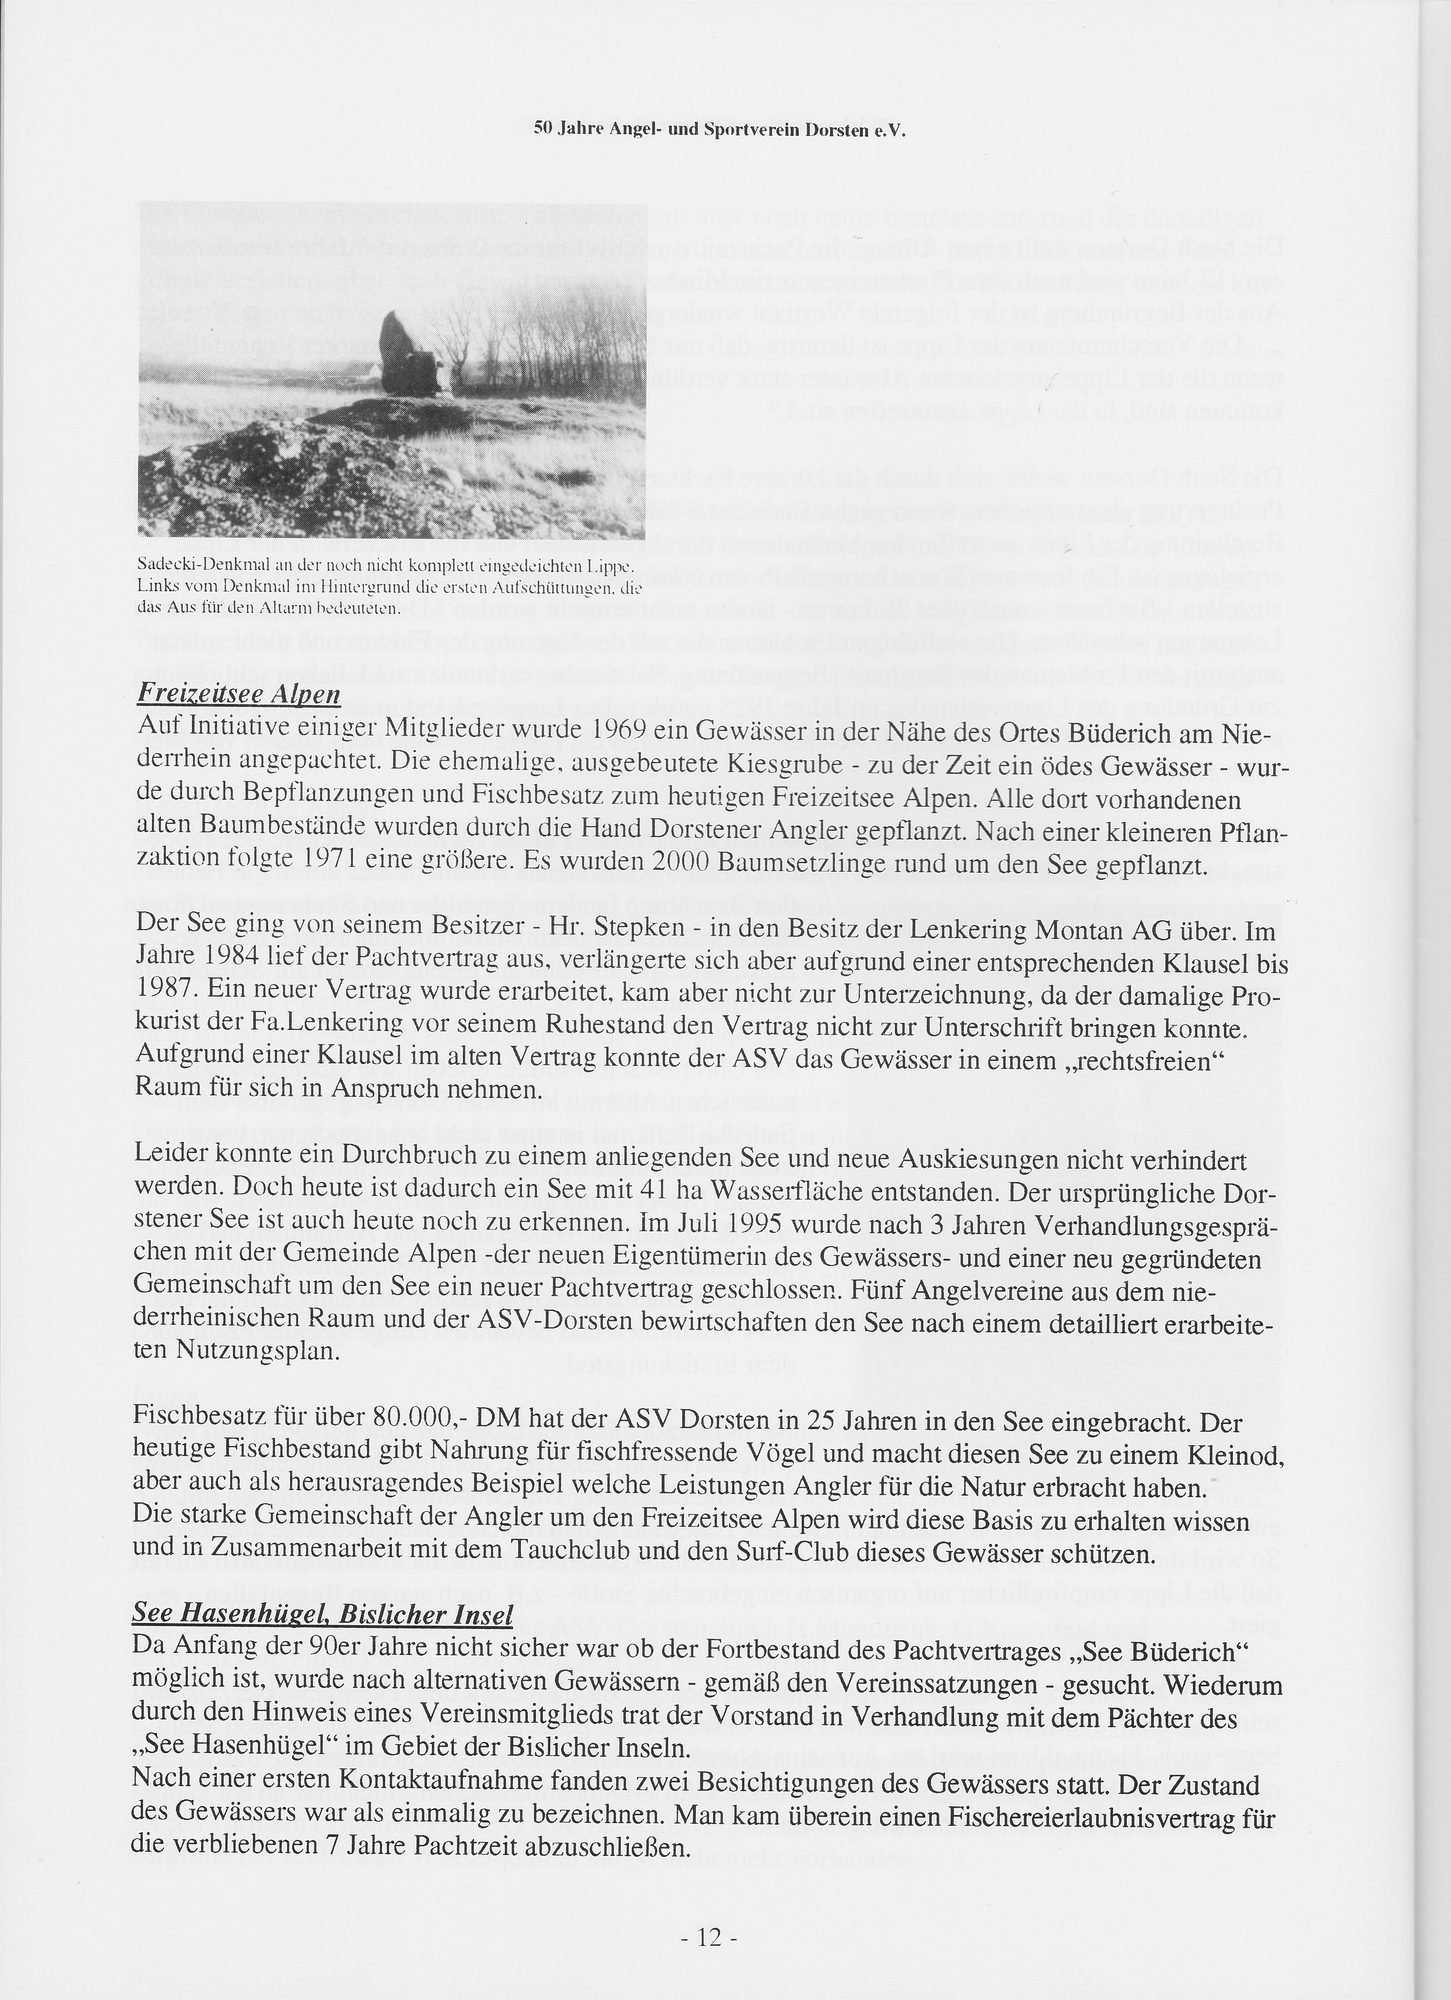 50 Jahre Angel- und Sportverein Dorsten e.V.
Sadecki-Denkmal an der noch nicht komplett eingedeichten Lippe.
Links vom Denkmal im Hintergrund die ersten Aufschüttungen, die
das Aus für den Altarm bedeuteten.
Freizeitsee Alpen
Auf Initiative einiger Mitglieder wurde 1969 ein Gewässer in der Nähe des Ortes Büderich am Nie-
derrhein angepachtet. Die ehemalige, ausgebeutete Kiesgrube - zu der Zeit ein ödes Gewässer - wur-
de durch Bepflanzungen und Fischbesatz zum heutigen Freizeitsee Alpen. Alle dort vorhandenen
alten Baumbestände wurden durch die Hand Dorstener Angler gepflanzt. Nach einer kleineren Pflan-
zaktion folgte 1971 eine größere. Es wurden 2000 Baumsetzlinge rund um den See gepflanzt.
Der See ging von seinem Besitzer - Hr. Stepken - in den Besitz der Lenkering Montan AG über. Im
Jahre 1984 lief der Pachtvertrag aus, verlängerte sich aber aufgrund einer entsprechenden Klausel bis
1987. Ein neuer Vertrag wurde erarbeitet, kam aber nicht zur Unterzeichnung, da der damalige Pro-
kurist der Fa.Lenkering vor seinem Ruhestand den Vertrag nicht zur Unterschrift bringen konnte.
Aufgrund einer Klausel im alten Vertrag konnte der ASV das Gewässer in einem „rechtsfreien“
Raum für sich in Anspruch nehmen.
Leider konnte ein Durchbruch zu einem anliegenden See und neue Auskiesungen nicht verhindert
werden. Doch heute ist dadurch ein See mit 41 ha Wasserfläche entstanden. Der ursprüngliche Dor-
stener See ist auch heute noch zu erkennen. Im Juli 1995 wurde nach 3 Jahren Verhandlungsgesprä-
chen mit der Gemeinde Alpen -der neuen Eigentümerin des Gewässers- und einer neu gegründeten
Gemeinschaft um den See ein neuer Pachtvertrag geschlossen. Fünf Angelvereine aus dem nie-
derrheinischen Raum und der ASV-Dorsten bewirtschaften den See nach einem detailliert erarbeite-
ten Nutzungsplan.
Fischbesatz für über 80.000,- DM hat der ASV Dorsten in 25 Jahren in den See eingebracht. Der
heutige Fischbestand gibt Nahrung für fischfressende Vögel und macht diesen See zu einem Kleinod,
aber auch als herausragendes Beispiel welche Leistungen Angler für die Natur erbracht haben.
Die starke Gemeinschaft der Angler um den Freizeitsee Alpen wird diese Basis zu erhalten wissen
und in Zusammenarbeit mit dem Tauchclub und den Surf-Club dieses Gewässer schützen.
See Hasenhügel, Bislicher Insel
Da Anfang der 90er Jahre nicht sicher war ob der Fortbestand des Pachtvertrages „See Büderich“
möglich ist, wurde nach alternativen Gewässern - gemäß den Vereinssatzungen - gesucht. Wiederum
durch den Hinweis eines Vereinsmitglieds trat der Vorstand in Verhandlung mit dem Pächter des
„See Hasenhügel“ im Gebiet der Bislicher Inseln.
Nach einer ersten Kontaktaufnahme fanden zwei Besichtigungen des Gewässers statt. Der Zustand
des Gewässers war als einmalig zu bezeichnen. Man kam überein einen Fischereierlaubnisvertrag für
die verbliebenen 7 Jahre Pachtzeit abzuschließen.
- 12 -